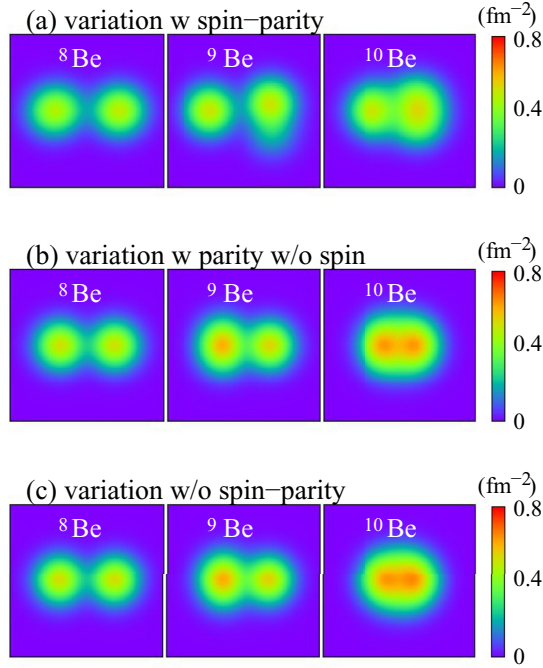 (a) variation w spin−parity
(fm⁻²)
⁸Be ⁹Be ¹⁰Be
0.8
0.4
0
(b) variation w parity w/o spin
(fm⁻²)
⁸Be ⁹Be ¹⁰Be
0.8
0.4
0
(c) variation w/o spin−parity
(fm⁻²)
⁸Be ⁹Be ¹⁰Be
0.8
0.4
0